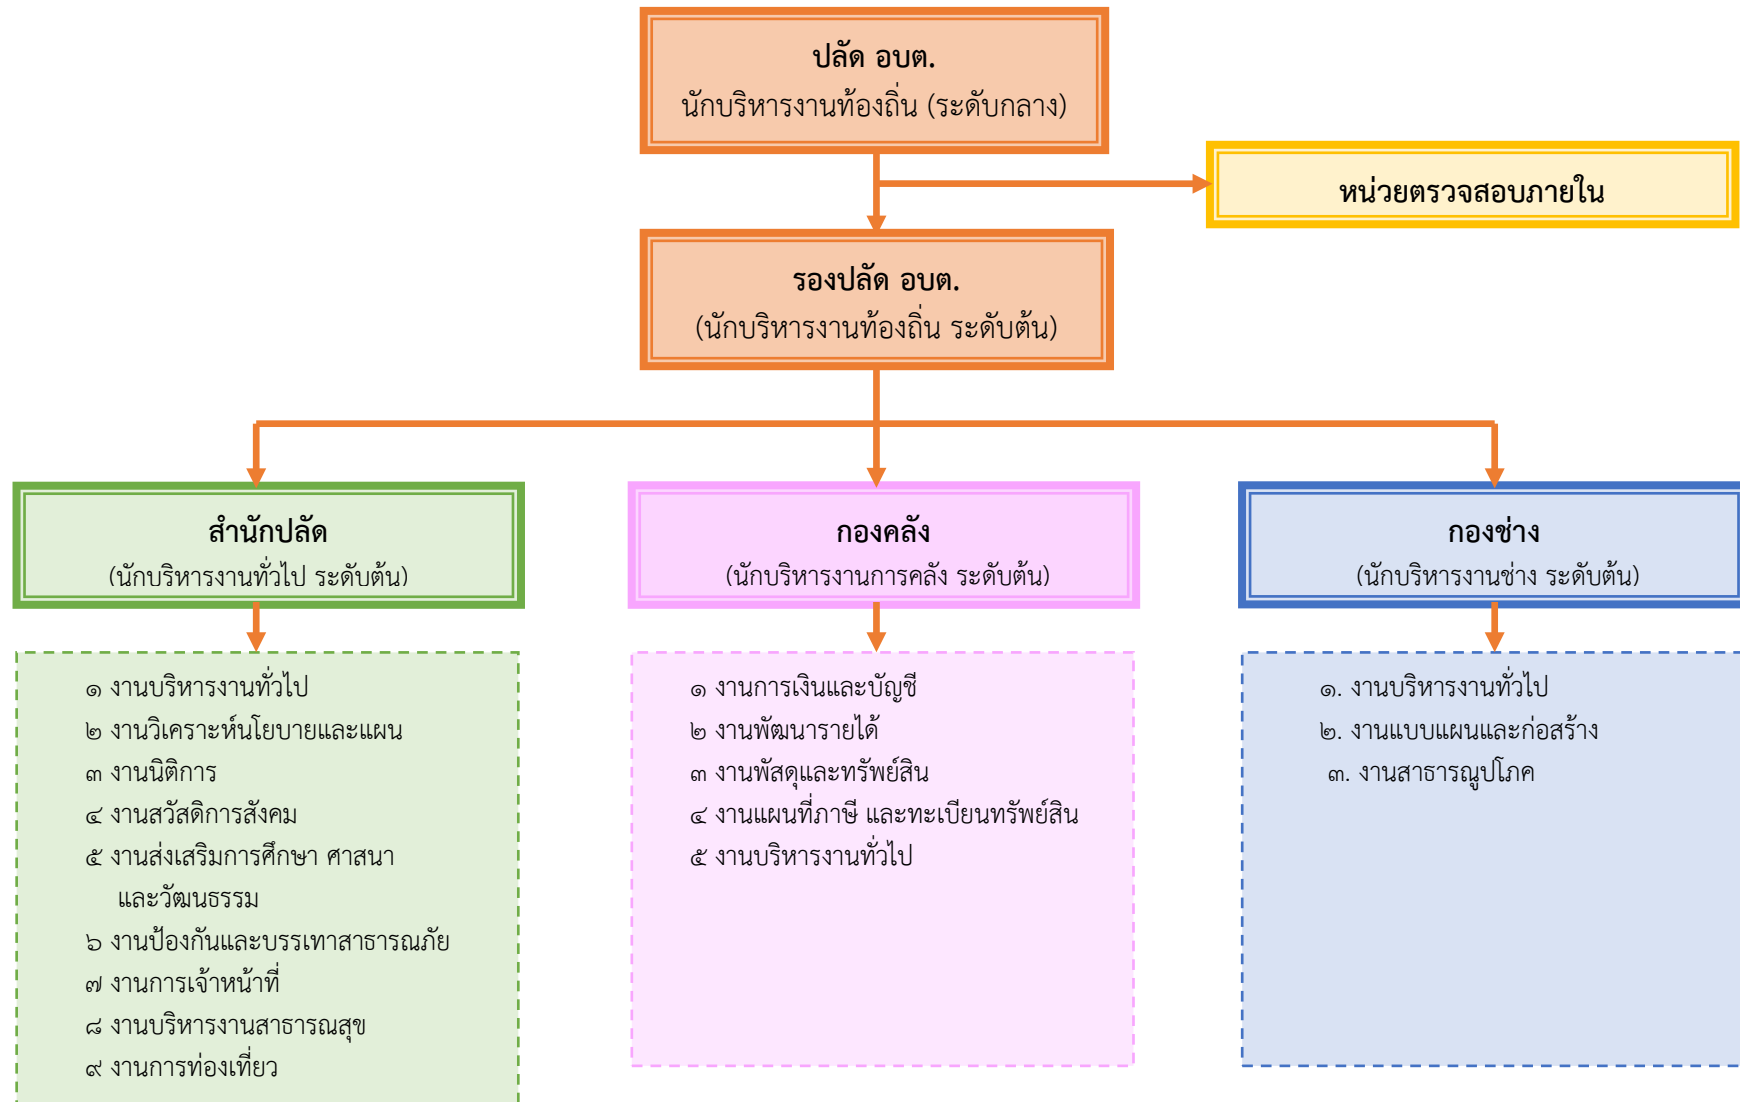 ปลัด อบต.
นักบริหารงานท้องถิ่น (ระดับกลาง)
หน่วยตรวจสอบภายใน
รองปลัด อบต.
(นักบริหารงานท้องถิ่น ระดับต้น)
สำนักปลัด
(นักบริหารงานทั่วไป ระดับต้น)
กองคลัง
(นักบริหารงานการคลัง ระดับต้น)
กองช่าง
(นักบริหารงานช่าง ระดับต้น)
๑ งานบริหารงานทั่วไป
๒ งานวิเคราะห์นโยบายและแผน
๓ งานนิติการ
๔ งานสวัสดิการสังคม
๕ งานส่งเสริมการศึกษา ศาสนา
และวัฒนธรรม
๖ งานป้องกันและบรรเทาสาธารณภัย
๗ งานการเจ้าหน้าที่
๘ งานบริหารงานสาธารณสุข
๙ งานการท่องเที่ยว
๑ งานการเงินและบัญชี
๒ งานพัฒนารายได้
๓ งานพัสดุและทรัพย์สิน
๔ งานแผนที่ภาษี และทะเบียนทรัพย์สิน
๕ งานบริหารงานทั่วไป
๑. งานบริหารงานทั่วไป
๒. งานแบบแผนและก่อสร้าง
๓. งานสาธารณูปโภค